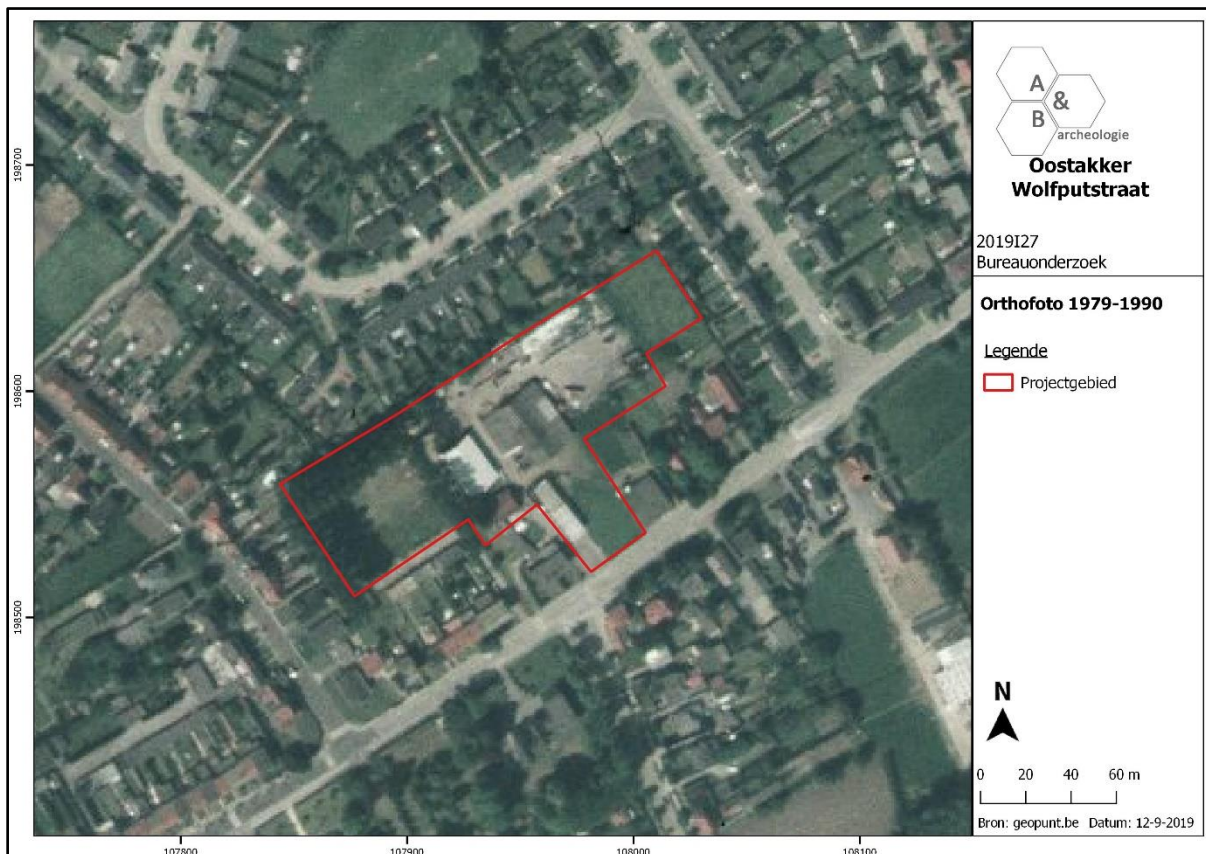 A
&
B
archeologie
Oostakker
Wolfputstraat
2019I27
Bureauonderzoek
Orthofoto 1979-1990
Legende
Projectgebied
N
0 20 40 60 m
Bron: geopunt.be Datum: 12-9-2019
198700
198600
198500
107800 107900 108000 108100